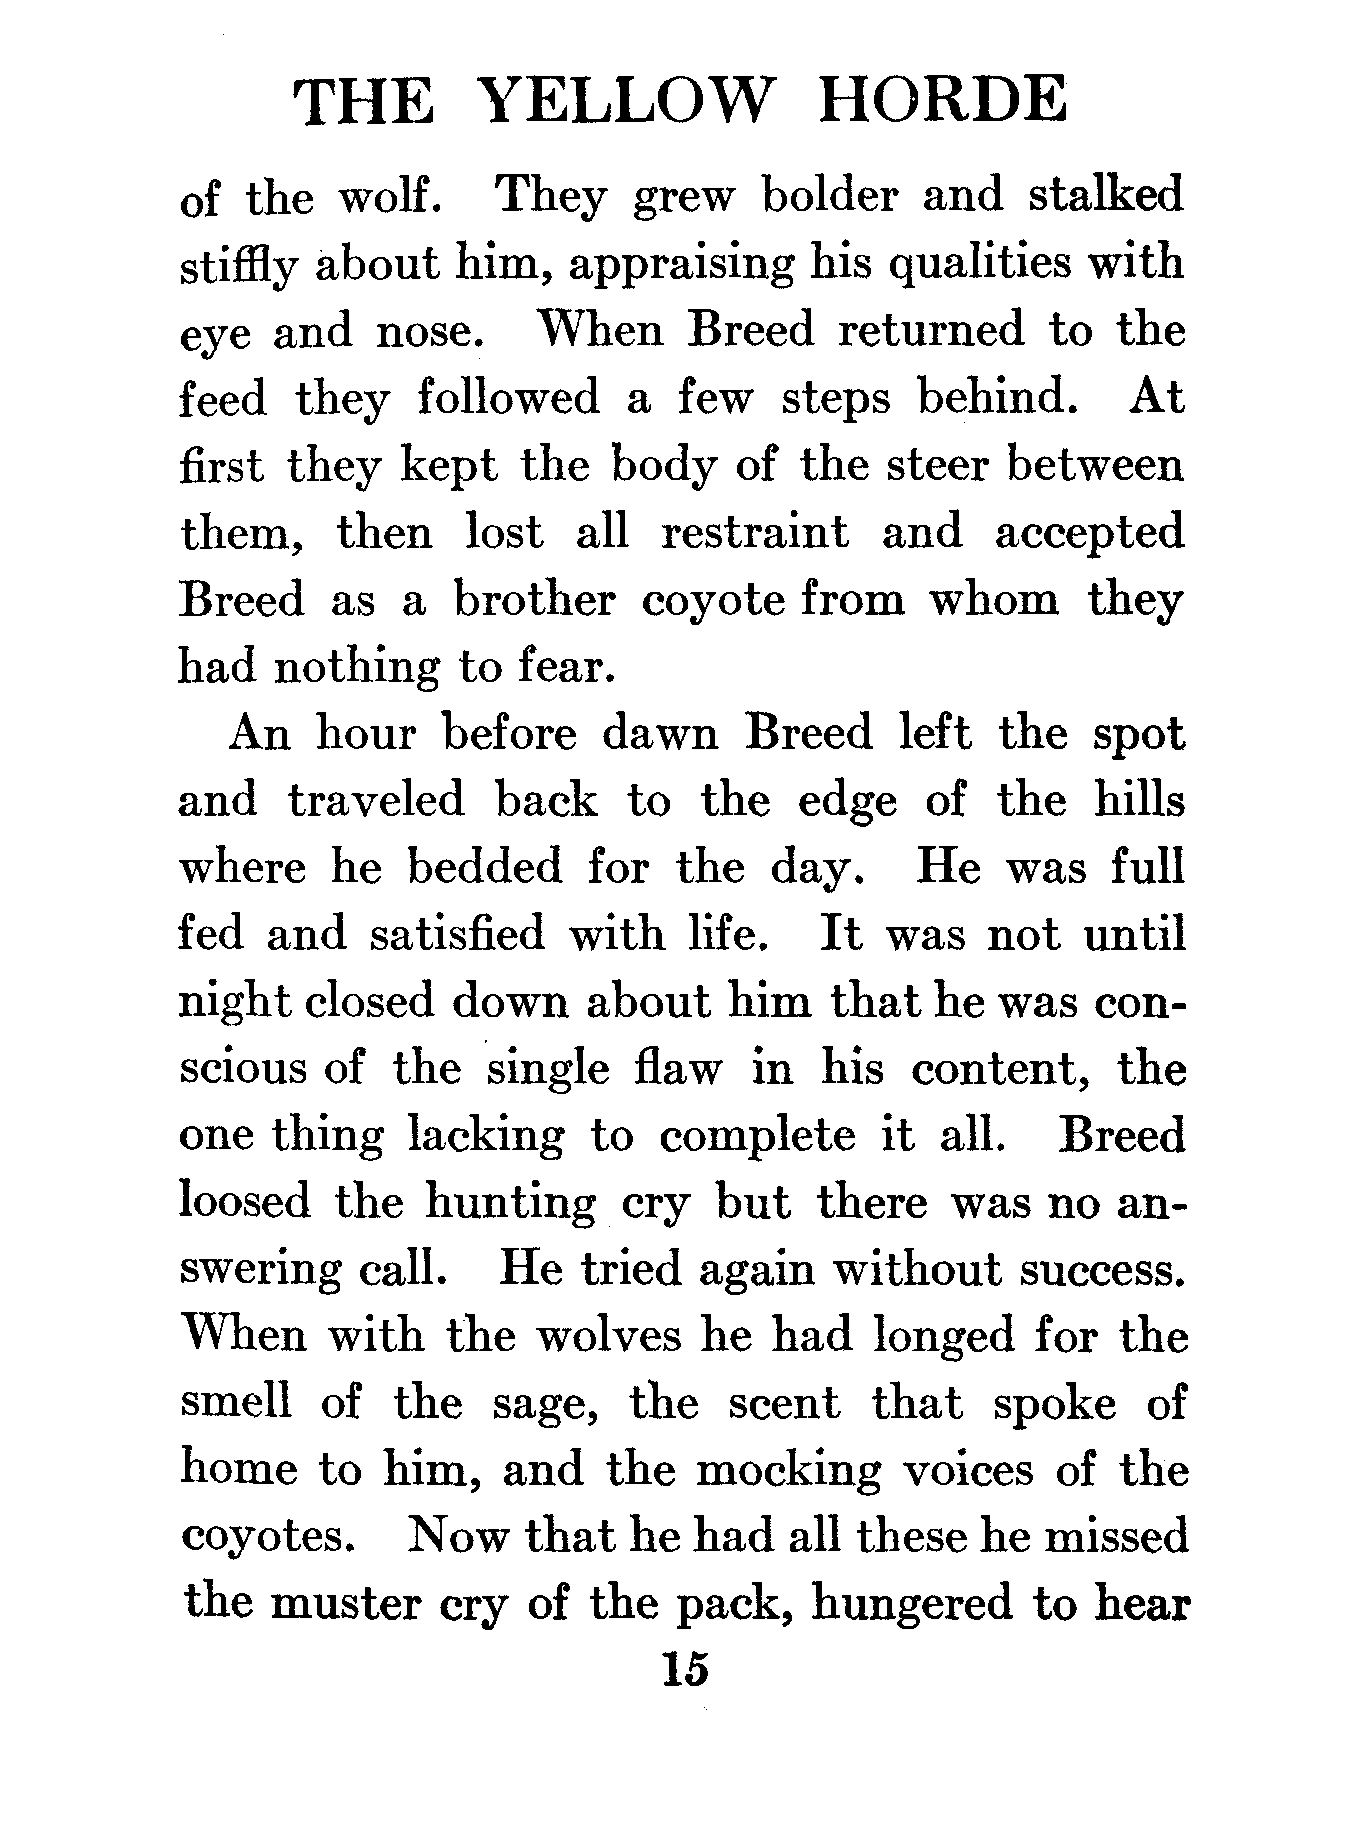 THE YELLOW HORDE
of the wolf. They grew bolder and stalked
stiffly about him, appraising his qualities with
eye and nose. When Breed returned to the
feed they followed a few steps behind. At
first they kept the body of the steer between
them, then lost all restraint and accepted
Breed as a brother coyote from whom they
had nothing to fear.
An hour before dawn Breed left the spot
and traveled back to the edge of the hills
where he bedded for the day. He was full
fed and satisfied with life. It was not until
night closed down about him that he was con-
scious of the single flaw in his content, the
one thing lacking to complete it all. Breed
loosed the hunting cry but there was no an-
swering call. He tried again without success.
When with the wolves he had longed for the
smell of the sage, the scent that spoke of
home to him, and the mocking voices of the
coyotes. Now that he had all these he missed
the muster cry of the pack, hungered to hear
15